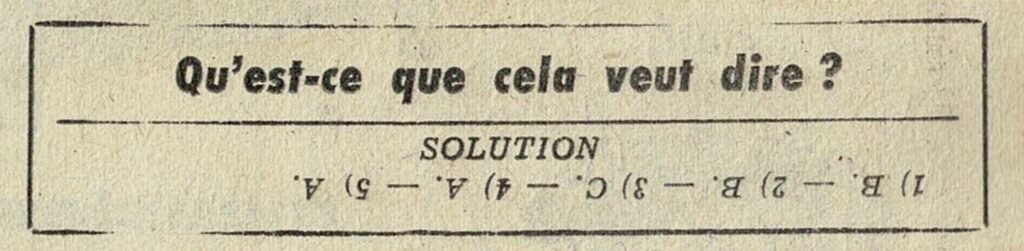 Qu'est-ce que cela veut dire ?
SOLUTION
1) B. — 2) B. — 3) C. — 4) A. — 5) A.